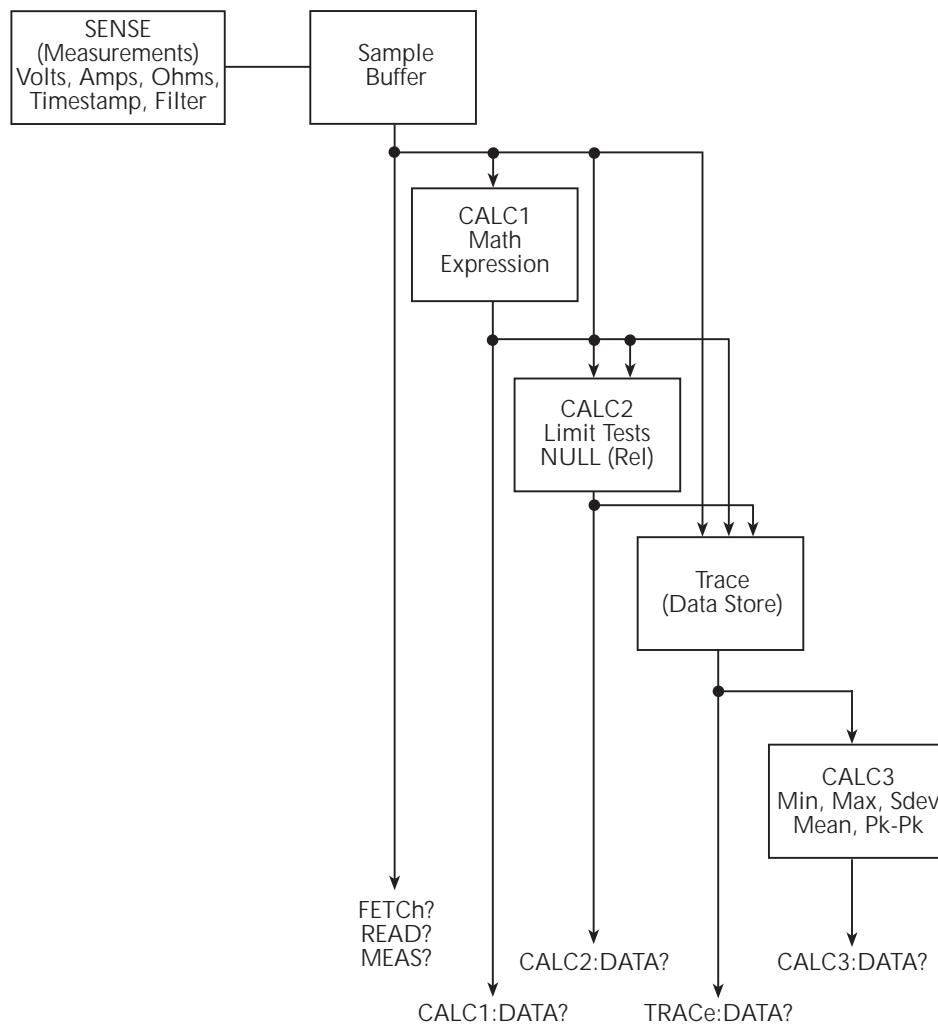 SENSE
(Measurements)
Volts, Amps, Ohms,
Timestamp, Filter
Sample
Buffer
CALC1
Math
Expression
CALC2
Limit Tests
NULL (Rel)
Trace
(Data Store)
CALC3
Min, Max, Sdev
Mean, Pk-Pk
FETCh?
READ?
MEAS?
CALC2:DATA?
CALC3:DATA?
CALC1:DATA?
TRACe:DATA?